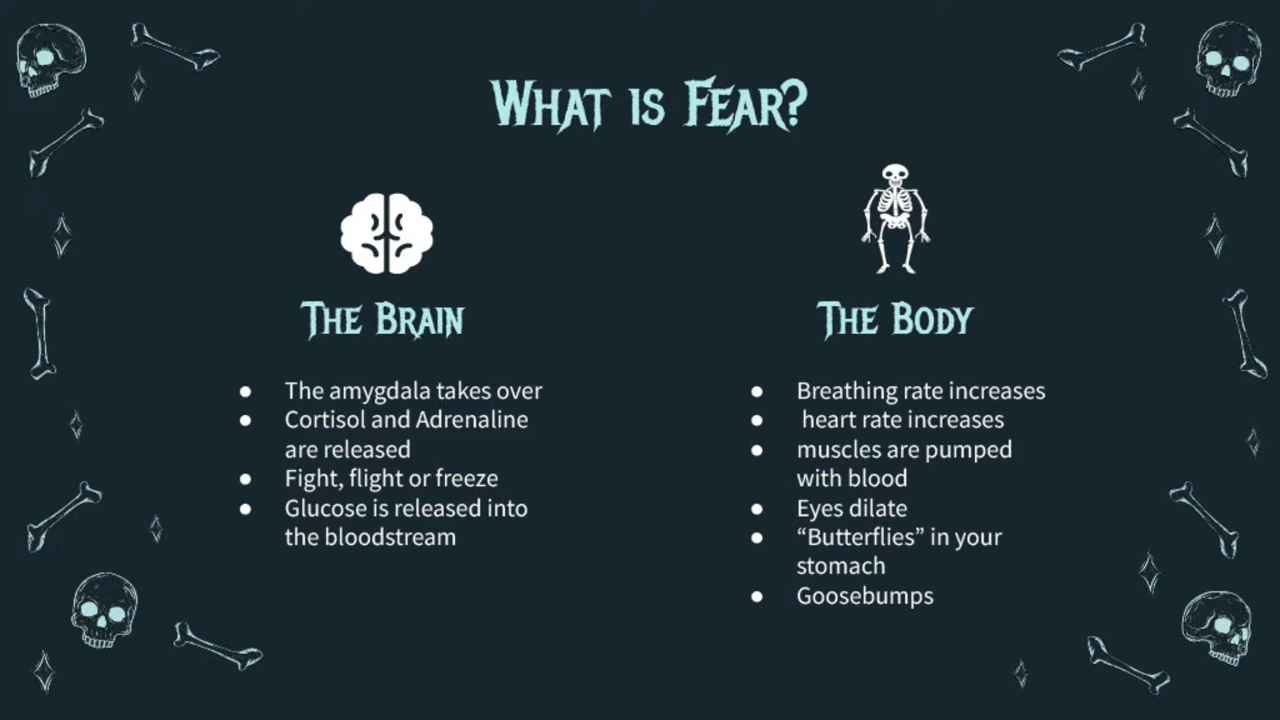 What is Fear?
The Brain
● The amygdala takes over
● Cortisol and Adrenaline
are released
● Fight, flight or freeze
● Glucose is released into
the bloodstream
The Body
● Breathing rate increases
● heart rate increases
● muscles are pumped
with blood
● Eyes dilate
● “Butterflies” in your
stomach
● Goosebumps